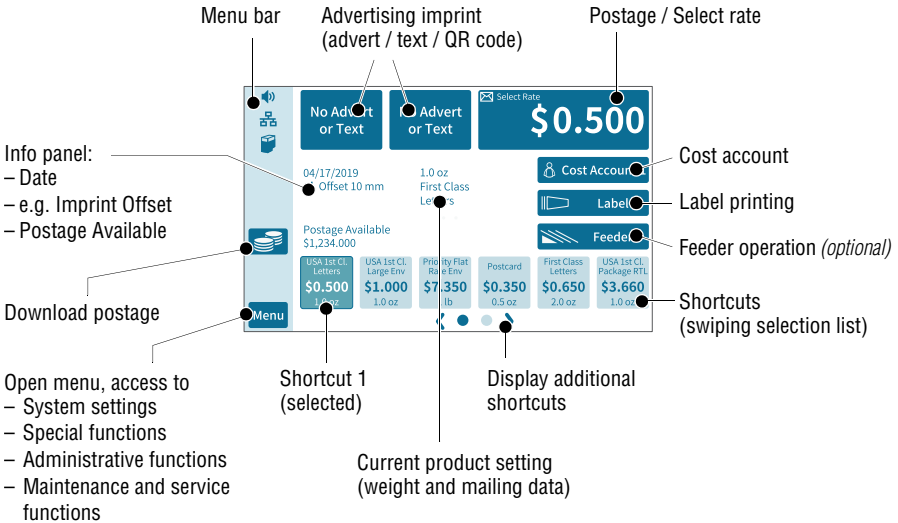 Menu bar
Advertising imprint
(advert / text / QR code)
Postage / Select rate
No Advert
or Text
No Advert
or Text
Select Rate
$0.500
Info panel:
– Date
– e.g. Imprint Offset
– Postage Available
04/17/2019
Offset 10 mm
1.0 oz
First Class
Letters
Cost Account
Cost account
Label
Label printing
Feeder
Feeder operation (optional)
Postage Available
$1,234.000
USA 1st Cl.
Letters
$0.500
1.0 oz
USA 1st Cl.
Large Env
$1.000
1.0 oz
Priority Flat
Rate Env
$7.350
lb
Postcard
$0.350
0.5 oz
First Class
Letters
$0.650
2.0 oz
USA 1st Cl.
Package RTL
$3.660
1.0 oz
Shortcuts
(swiping selection list)
Download postage
Menu
Open menu, access to
– System settings
– Special functions
– Administrative functions
– Maintenance and service
functions
Shortcut 1
(selected)
Display additional
shortcuts
Current product setting
(weight and mailing data)